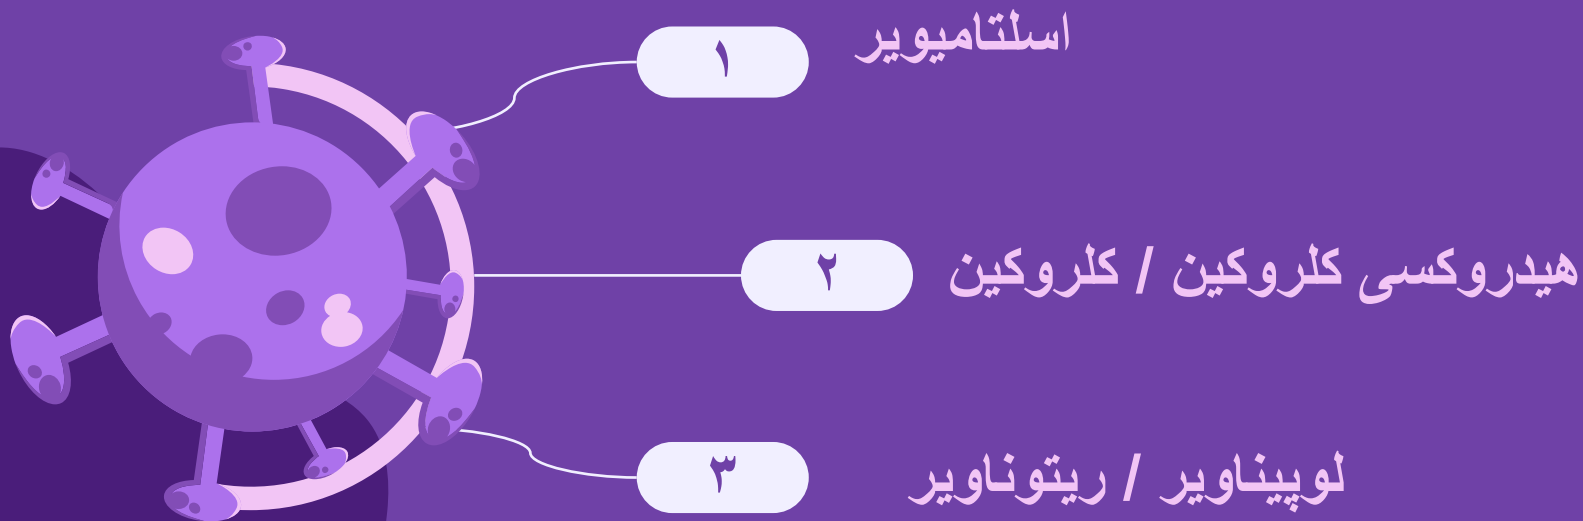 ۱ اسلتامیویر
۲ هیدروکسی کلروکین / کلروکین
۳ لوپیناویر / ریتوناویر